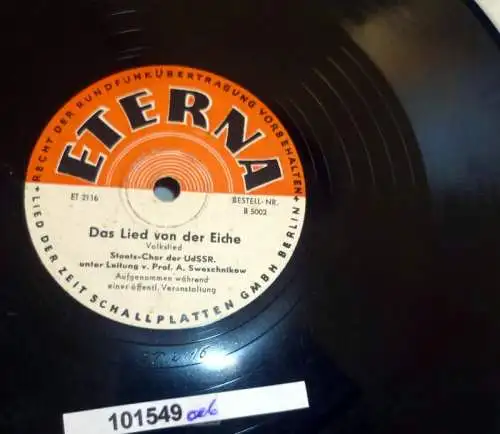 + RECHT DER RUNDFUNKÜBERTRAGUNG VORBEHALTEN +
ETERNA
ET 2116
BESTELL-NR.
B 5002
Das Lied von der Eiche
Volkslied
Staats-Chor der UdSSR.
unter Leitung v. Prof. A. Sweschnikow
Aufgenommen während
einer öffentl. Veranstaltung
LIED DER ZEIT SCHALLPLATTEN GMBH BERLIN
101549